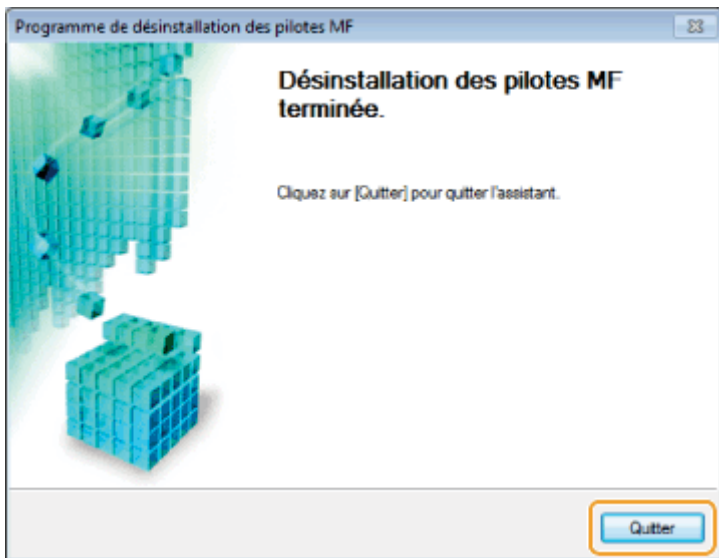 Programme de désinstallation des pilotes MF
Désinstallation des pilotes MF
terminée.
Cliquez sur [Quitter] pour quitter l'assistant.
Quitter